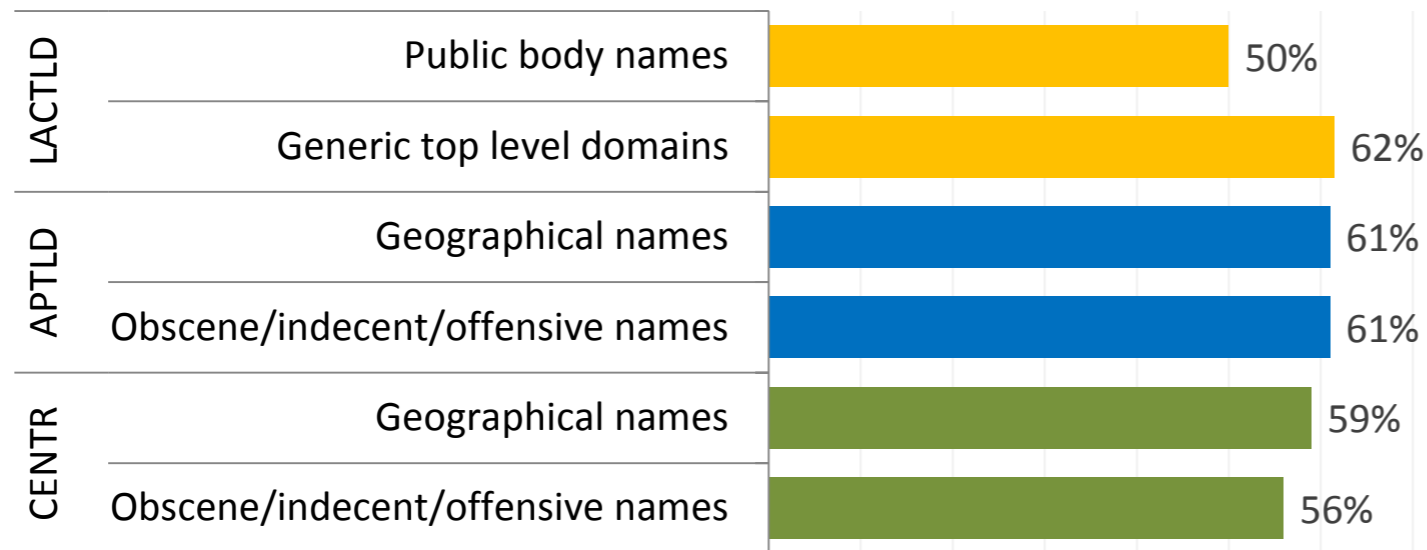 LACTLD
Public body names 50%
Generic top level domains 62%
APTLD
Geographical names 61%
Obscene/indecent/offensive names 61%
CENTR
Geographical names 59%
Obscene/indecent/offensive names 56%